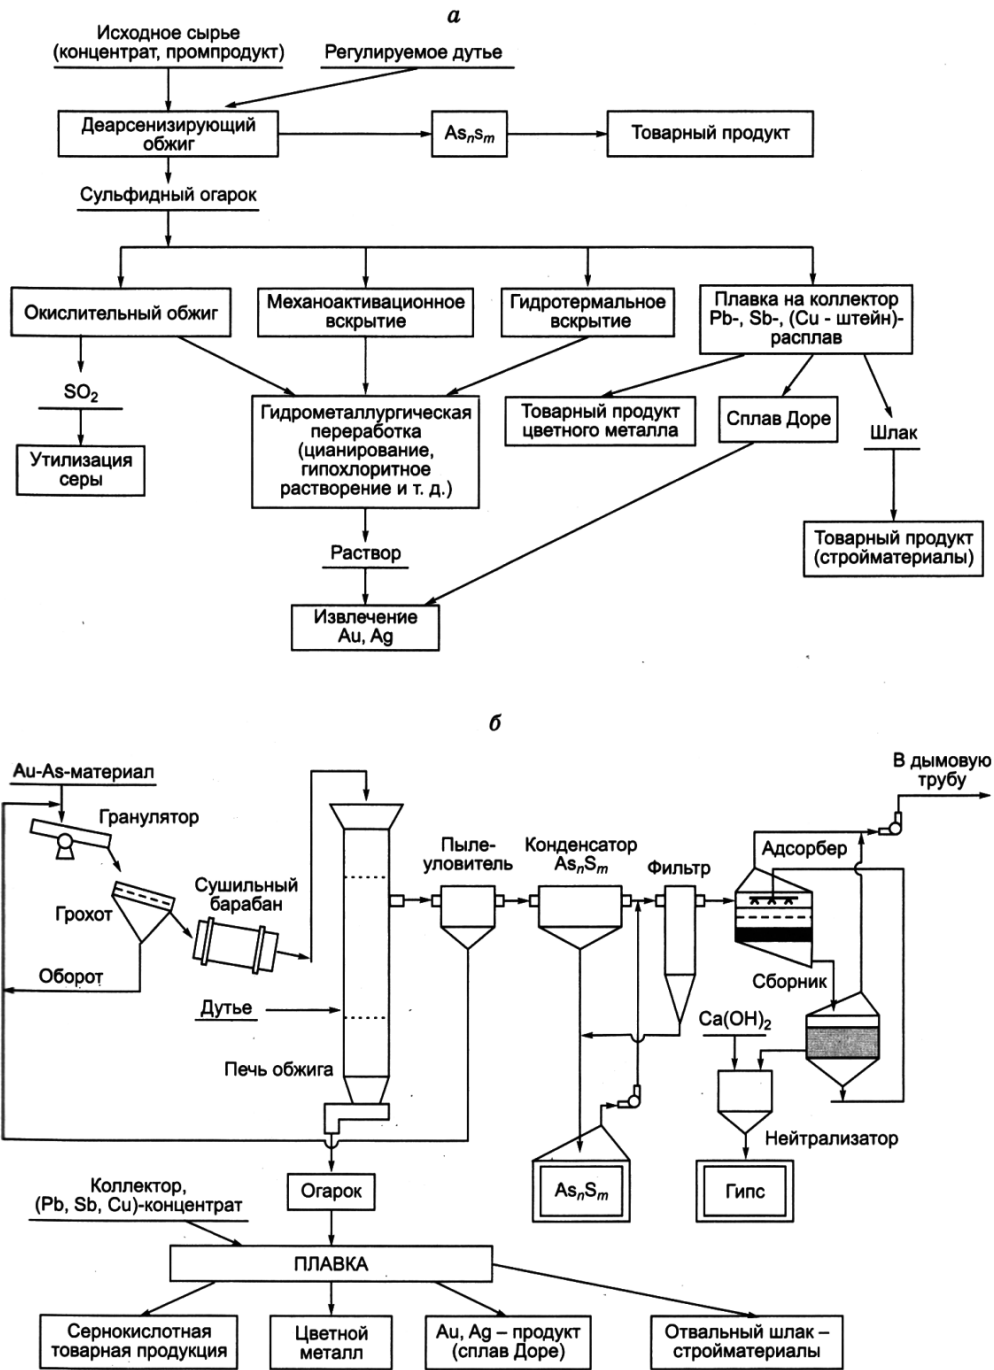 а
Исходное сырье
(концентрат, промпродукт)
Регулируемое дутье
Деарсенизирующий
обжиг
AsnSm
Товарный продукт
Сульфидный огарок
Окислительный обжиг
Механоактивационное
вскрытие
Гидротермальное
вскрытие
Плавка на коллектор
Pb-, Sb-, (Cu - штейн)-
расплав
SO2
Утилизация
серы
Гидрометаллургическая
переработка
(цианирование,
гипохлоритное
растворение и т. д.)
Товарный продукт
цветного металла
Сплав Доре
Шлак
Раствор
Товарный продукт
(стройматериалы)
Извлечение
Au, Ag
б
Au-As-материал
Гранулятор
Грохот
Сушильный
барабан
Оборот
Дутье
Печь обжига
Пыле-
уловитель
Конденсатор
AsnSm
Фильтр
В дымовую
трубу
Адсорбер
Сборник
Ca(OH)2
Нейтрализатор
AsnSm
Гипс
Огарок
Коллектор,
(Pb, Sb, Cu)-концентрат
ПЛАВКА
Сернокислотная
товарная продукция
Цветной
металл
Au, Ag – продукт
(сплав Доре)
Отвальный шлак –
стройматериалы